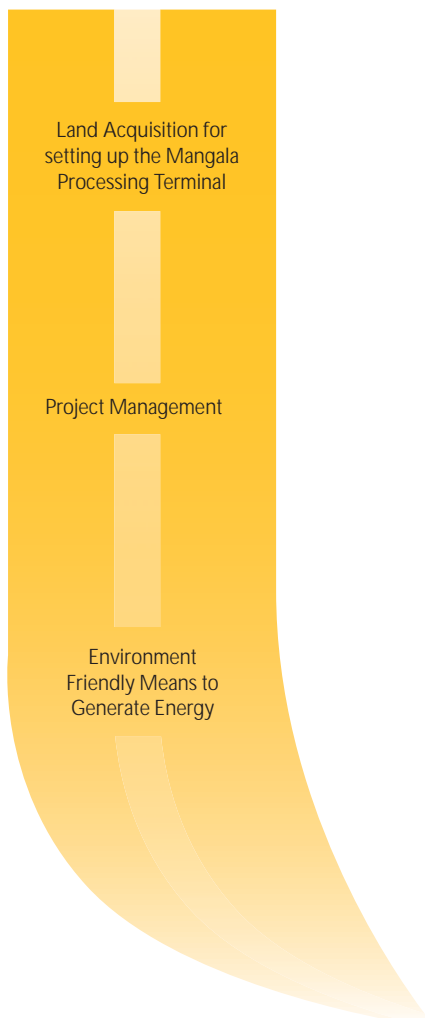 Land Acquisition for
setting up the Mangala
Processing Terminal
Project Management
Environment
Friendly Means to
Generate Energy